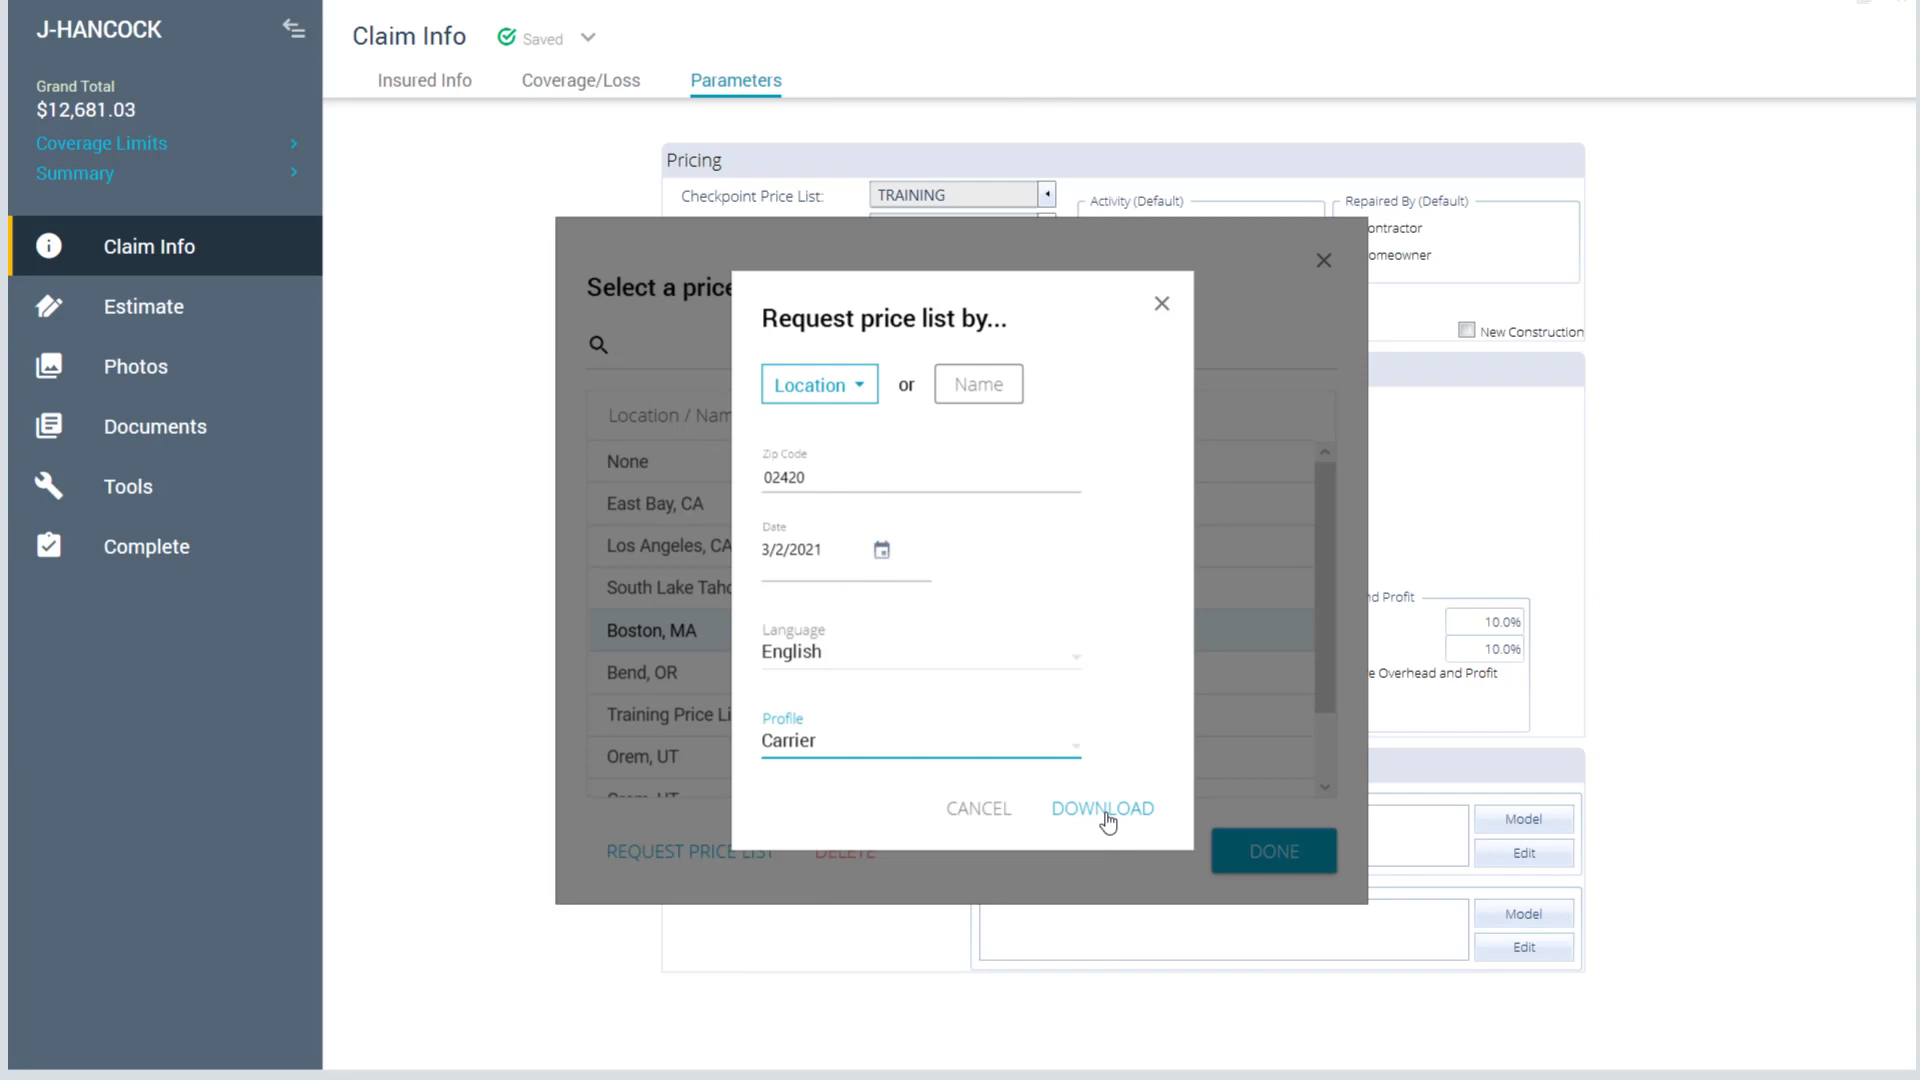 J-HANCOCK
Grand Total
$12,681.03
Coverage Limits
Summary
Claim Info
Estimate
Photos
Documents
Tools
Complete
Claim Info
Saved
Insured Info
Coverage/Loss
Parameters
Pricing
Checkpoint Price List:
TRAINING
Activity (Default)
Repaired By (Default)
ontractor
omeowner
New Construction
Select a price
Location / Nam
None
East Bay, CA
Los Angeles, CA
South Lake Taho
Boston, MA
Bend, OR
Training Price Li
Orem, UT
Orem, UT
REQUEST PRICE LIST
DELETE
DONE
Request price list by...
Location
or
Name
Zip Code
02420
Date
3/2/2021
Language
English
Profile
Carrier
CANCEL
DOWNLOAD
nd Profit
10.0%
10.0%
e Overhead and Profit
Model
Edit
Model
Edit